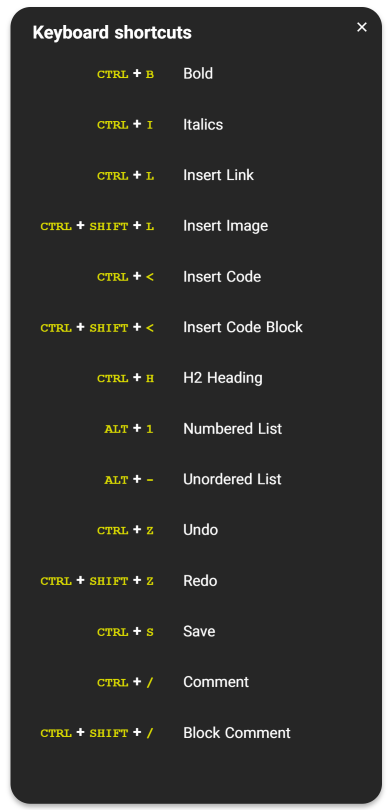 Keyboard shortcuts ×
CTRL + B Bold
CTRL + I Italics
CTRL + L Insert Link
CTRL + SHIFT + L Insert Image
CTRL + < Insert Code
CTRL + SHIFT + < Insert Code Block
CTRL + H H2 Heading
ALT + 1 Numbered List
ALT + - Unordered List
CTRL + Z Undo
CTRL + SHIFT + Z Redo
CTRL + S Save
CTRL + / Comment
CTRL + SHIFT + / Block Comment